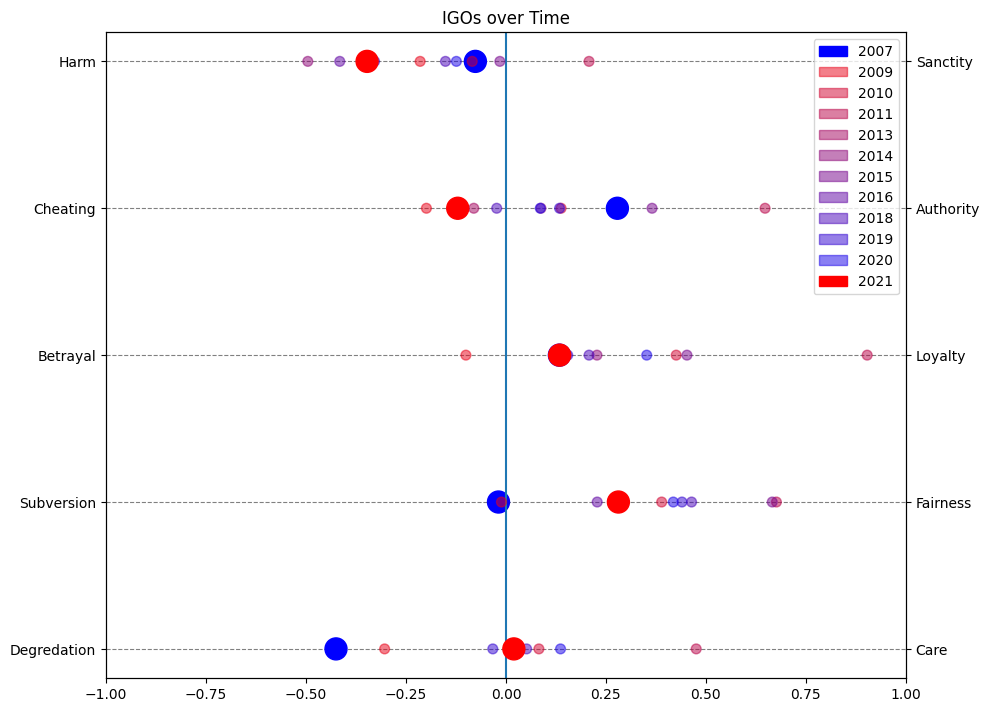 IGOs over Time
Harm
Sanctity
Cheating
Authority
Betrayal
Loyalty
Subversion
Fairness
Degredation
Care
2007
2009
2010
2011
2013
2014
2015
2016
2018
2019
2020
2021
−1.00
−0.75
−0.50
−0.25
0.00
0.25
0.50
0.75
1.00